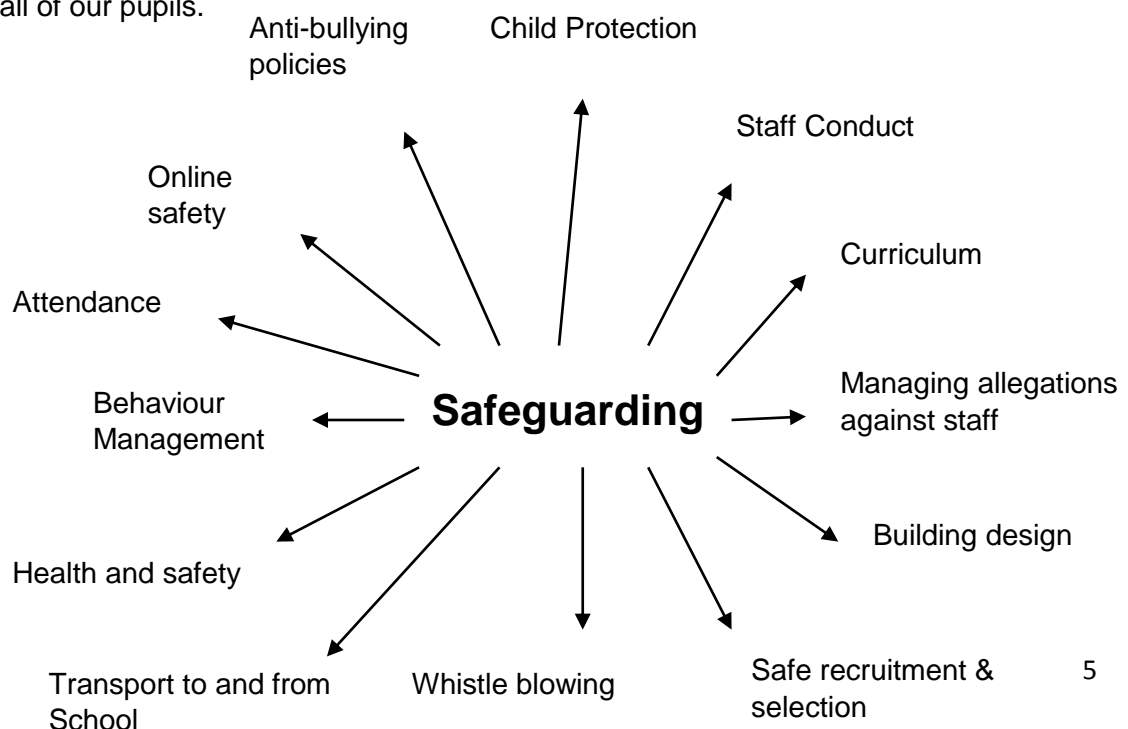 all of our pupils.
Anti-bullying
policies
Child Protection
Staff Conduct
Online
safety
Curriculum
Attendance
Managing allegations
against staff
Behaviour
Management
Safeguarding
Building design
Health and safety
Transport to and from
School
Whistle blowing
Safe recruitment &
selection
5